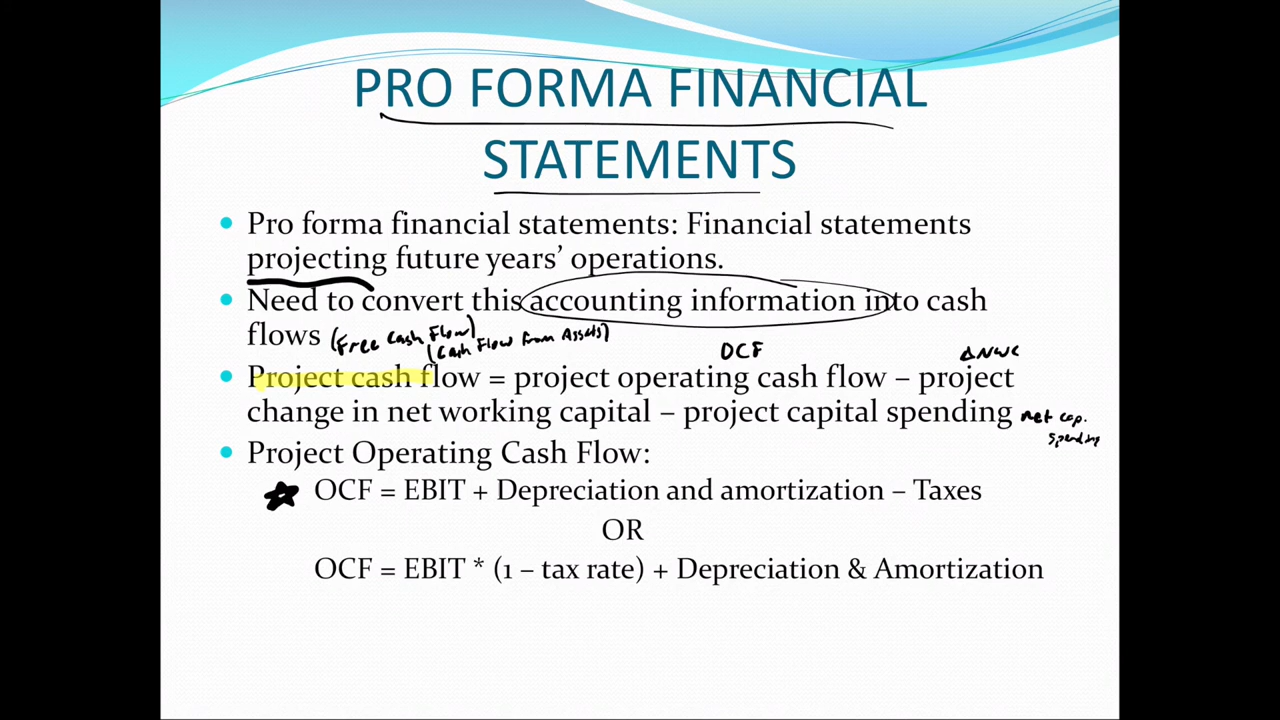 PRO FORMA FINANCIAL
STATEMENTS
Pro forma financial statements: Financial statements
projecting future years’ operations.
Need to convert this accounting information into cash
flows (Free Cash Flow)
(Cash Flow From Assets)
OCF
ΔNWC
Project cash flow = project operating cash flow – project
change in net working capital – project capital spending net cap.
spending
Project Operating Cash Flow:
OCF = EBIT + Depreciation and amortization – Taxes
OR
OCF = EBIT * (1 – tax rate) + Depreciation & Amortization